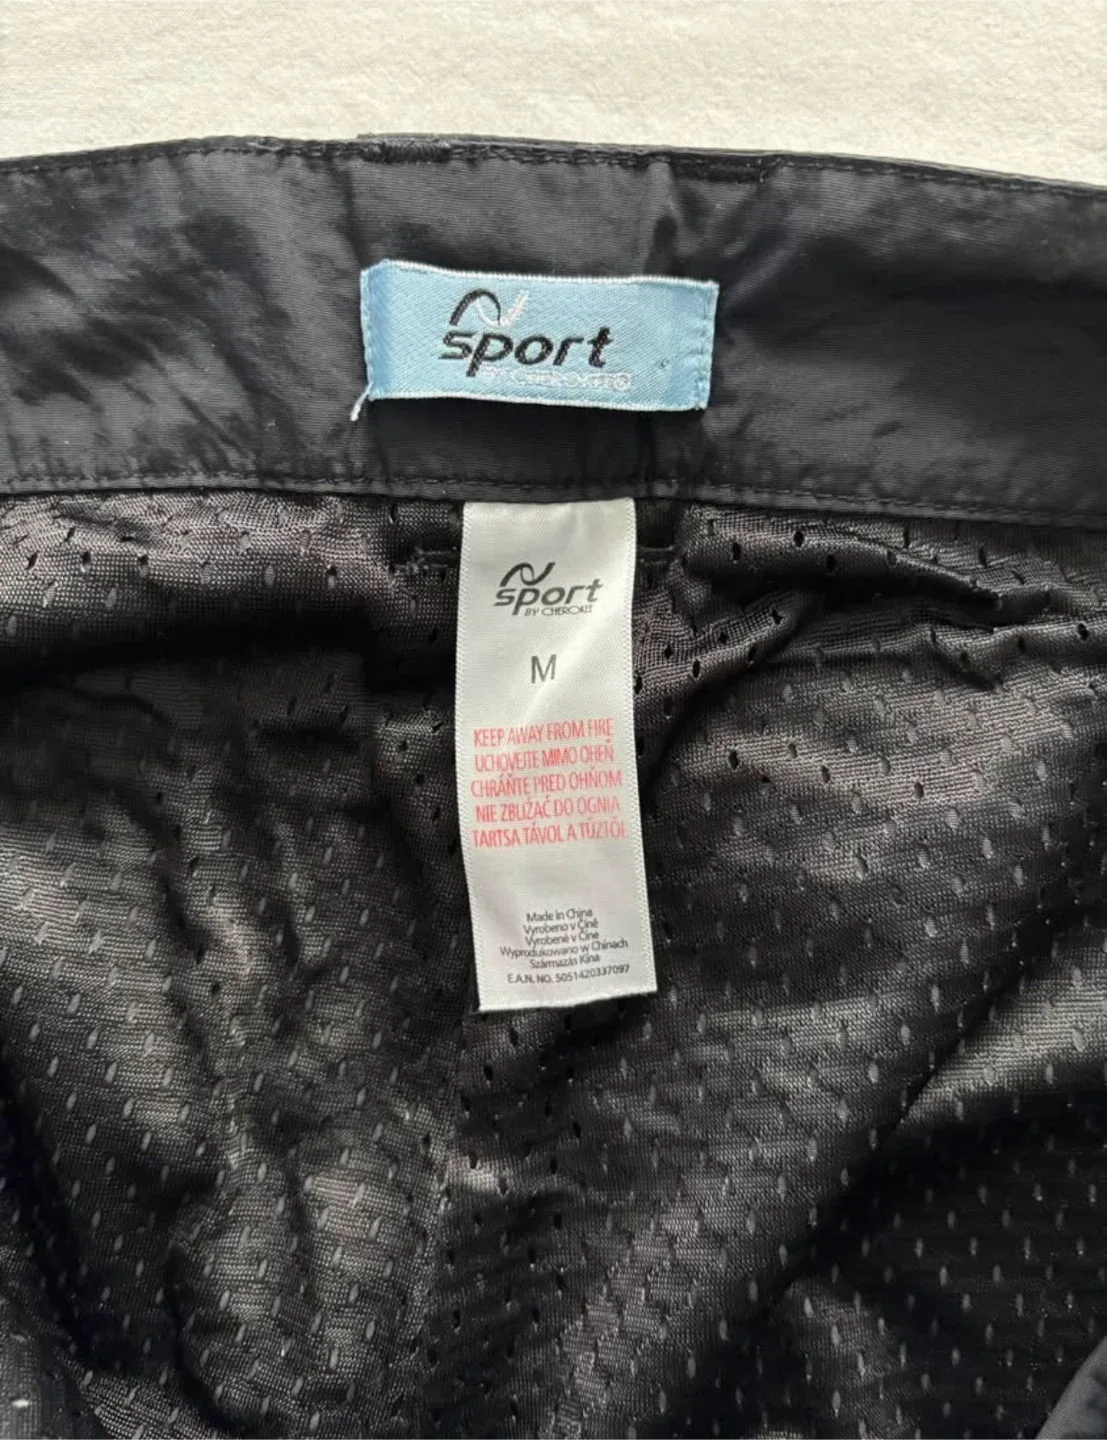 sport
BY CHEROKEE®
sport
BY CHEROKEE
M
KEEP AWAY FROM FIRE
UCHOVEJTE MIMO OHEŇ
CHRÁŇTE PRED OHŇOM
NIE ZBLIŻAĆ DO OGNIA
TARTSA TÁVOL A TŰZTŐL
Made in China
Vyrobeno v Číně
Vyrobené v Číne
Wyprodukowano w Chinach
Származás Kína
E.A.N. NO. 5051420337097